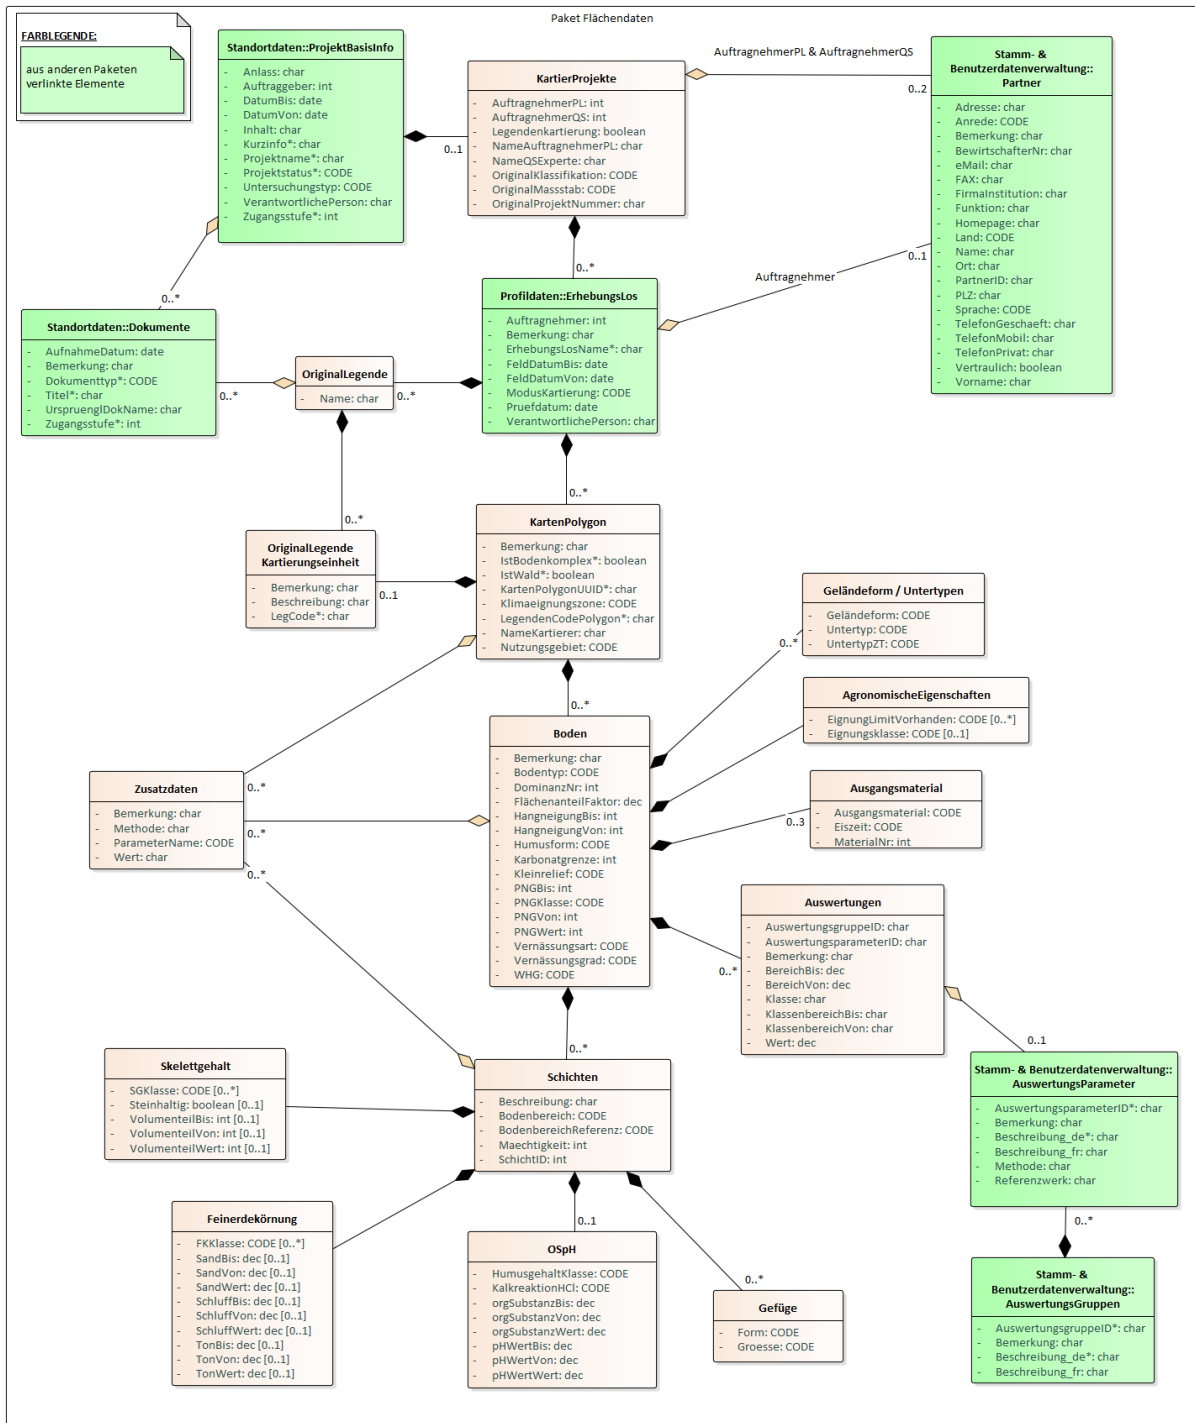 Paket Flächendaten
FARBLEGENDE:
aus anderen Paketen
verlinkte Elemente
Standortdaten::ProjektBasisInfo
- Anlass: char
- Auftraggeber: int
- DatumBis: date
- DatumVon: date
- Inhalt: char
- Kurzinfo*: char
- Projektname*: char
- Projektstatus*: CODE
- Untersuchungstyp: CODE
- VerantwortlichePerson: char
- Zugangsstufe*: int
KartierProjekte
- AuftragnehmerPL: int
- AuftragnehmerQS: int
- Legendenkartierung: boolean
- NameAuftragnehmerPL: char
- NameQSExperte: char
- OriginalKlassifikation: CODE
- OriginalMassstab: CODE
- OriginalProjektNummer: char
AuftragnehmerPL & AuftragnehmerQS
0..2
0..1
Stamm- &
Benutzerdatenverwaltung::
Partner
- Adresse: char
- Anrede: CODE
- Bemerkung: char
- BewirtschafterNr: char
- eMail: char
- FAX: char
- FirmaInstitution: char
- Funktion: char
- Homepage: char
- Land: CODE
- Name: char
- Ort: char
- PartnerID: char
- PLZ: char
- Sprache: CODE
- TelefonGeschaeft: char
- TelefonMobil: char
- TelefonPrivat: char
- Vertraulich: boolean
- Vorname: char
0..1
Auftragnehmer
0..*
0..*
Profildaten::ErhebungsLos
- Auftragnehmer: int
- Bemerkung: char
- ErhebungsLosName*: char
- FeldDatumBis: date
- FeldDatumVon: date
- ModusKartierung: CODE
- Pruefdatum: date
- VerantwortlichePerson: char
Standortdaten::Dokumente
- AufnahmeDatum: date
- Bemerkung: char
- Dokumenttyp*: CODE
- Titel*: char
- UrspruenglDokName: char
- Zugangsstufe*: int
0..*
OriginalLegende
- Name: char
0..*
0..*
0..*
OriginalLegende
Kartierungseinheit
- Bemerkung: char
- Beschreibung: char
- LegCode*: char
0..1
KartenPolygon
- Bemerkung: char
- IstBodenkomplex*: boolean
- IstWald*: boolean
- KartenPolygonUUID*: char
- Klimaeignungszone: CODE
- LegendenCodePolygon*: char
- NameKartierer: char
- Nutzungsgebiet: CODE
0..*
Geländeform / Untertypen
- Geländeform: CODE
- Untertyp: CODE
- UntertypZT: CODE
0..*
AgronomischeEigenschaften
- EignungLimitVorhanden: CODE [0..*]
- Eignungsklasse: CODE [0..1]
Boden
- Bemerkung: char
- Bodentyp: CODE
- DominanzNr: int
- FlächenanteilFaktor: dec
- HangneigungBis: int
- HangneigungVon: int
- Humusform: CODE
- Karbonatgrenze: int
- Kleinrelief: CODE
- PNGBis: int
- PNGKlasse: CODE
- PNGVon: int
- PNGWert: int
- Vernässungsart: CODE
- Vernässungsgrad: CODE
- WHG: CODE
Zusatzdaten
- Bemerkung: char
- Methode: char
- ParameterName: CODE
- Wert: char
0..*
0..*
0..*
Ausgangsmaterial
- Ausgangsmaterial: CODE
- Eiszeit: CODE
- MaterialNr: int
0..3
Auswertungen
- AuswertungsgruppeID: char
- AuswertungsparameterID: char
- Bemerkung: char
- BereichBis: dec
- BereichVon: dec
- Klasse: char
- KlassenbereichBis: char
- KlassenbereichVon: char
- Wert: dec
0..*
0..1
Stamm- & Benutzerdatenverwaltung::
AuswertungsParameter
- AuswertungsparameterID*: char
- Bemerkung: char
- Beschreibung_de*: char
- Beschreibung_fr: char
- Methode: char
- Referenzwerk: char
0..*
Stamm- &
Benutzerdatenverwaltung::
AuswertungsGruppen
- AuswertungsgruppeID*: char
- Bemerkung: char
- Beschreibung_de*: char
- Beschreibung_fr: char
0..*
Skelettgehalt
- SGKlasse: CODE [0..*]
- Steinhaltig: boolean [0..1]
- VolumenteilBis: int [0..1]
- VolumenteilVon: int [0..1]
- VolumenteilWert: int [0..1]
Schichten
- Beschreibung: char
- Bodenbereich: CODE
- BodenbereichReferenz: CODE
- Maechtigkeit: int
- SchichtID: int
Feinerdekörnung
- FKKlasse: CODE [0..*]
- SandBis: dec [0..1]
- SandVon: dec [0..1]
- SandWert: dec [0..1]
- SchluffBis: dec [0..1]
- SchluffVon: dec [0..1]
- SchluffWert: dec [0..1]
- TonBis: dec [0..1]
- TonVon: dec [0..1]
- TonWert: dec [0..1]
0..1
OSpH
- HumusgehaltKlasse: CODE
- KalkreaktionHCl: CODE
- orgSubstanzBis: dec
- orgSubstanzVon: dec
- orgSubstanzWert: dec
- pHWertBis: dec
- pHWertVon: dec
- pHWertWert: dec
0..*
Gefüge
- Form: CODE
- Groesse: CODE